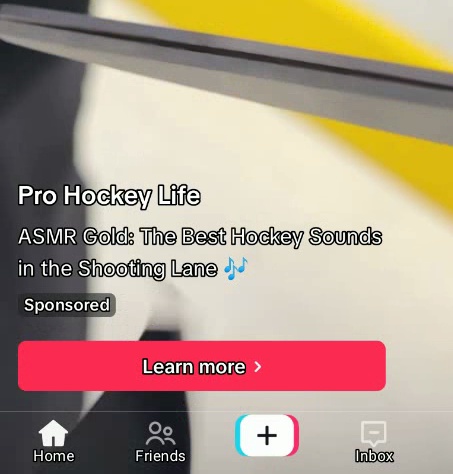 Pro Hockey Life
ASMR Gold: The Best Hockey Sounds
in the Shooting Lane 🎶
Sponsored
Learn more >
Home
Friends
Inbox